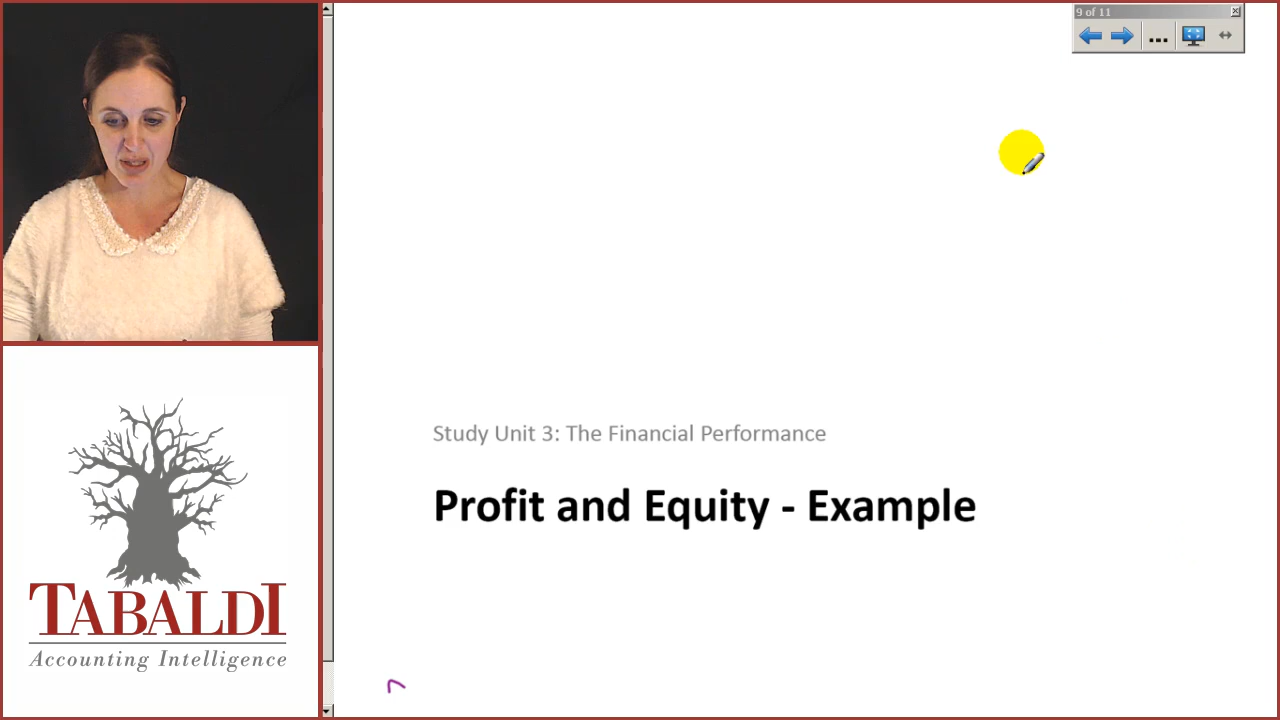 9 of 11
Study Unit 3: The Financial Performance
Profit and Equity - Example
TABALDI
Accounting Intelligence